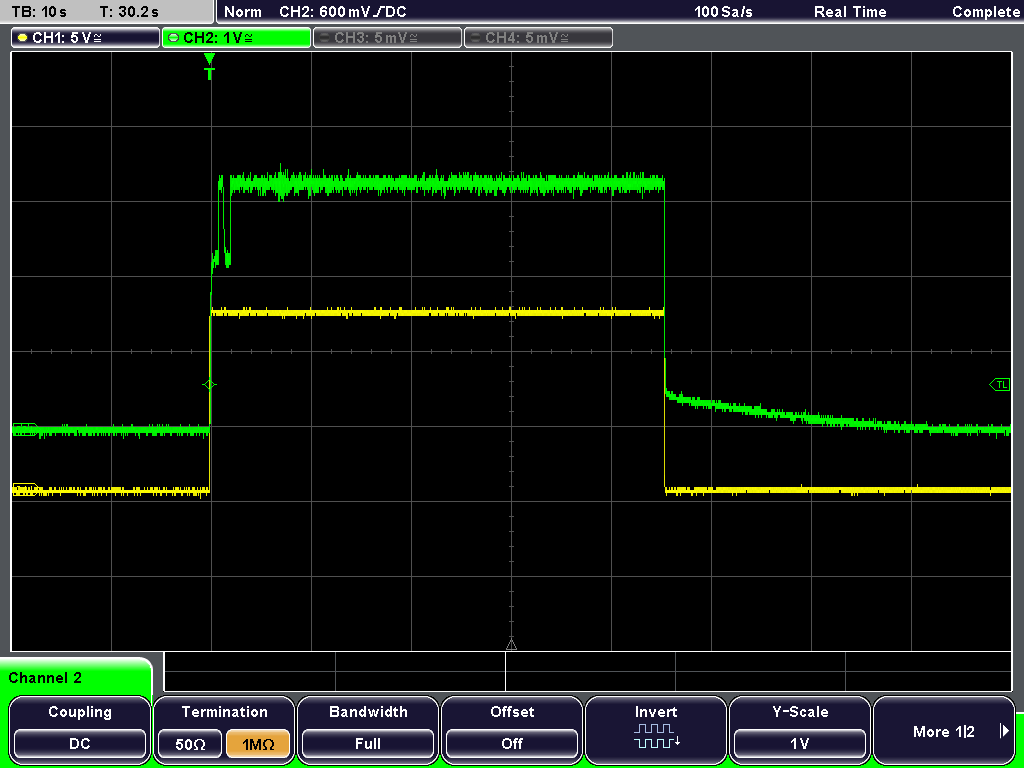 TB: 10 s T: 30.2 s Norm CH2: 600 mV DC 100 Sa/s Real Time Complete
CH1: 5 V CH2: 1 V CH3: 5 mV CH4: 5 mV
T
TL
Channel 2
Coupling Termination Bandwidth Offset Invert Y-Scale More 1|2
DC 50Ω 1MΩ Full Off 1 V